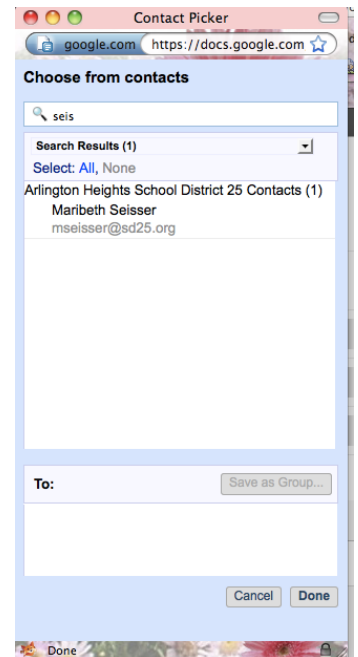 Contact Picker
google.com https://docs.google.com
Choose from contacts
seis
Search Results (1)
Select: All, None
Arlington Heights School District 25 Contacts (1)
Maribeth Seisser
mseisser@sd25.org
To: Save as Group...
Cancel Done
Done